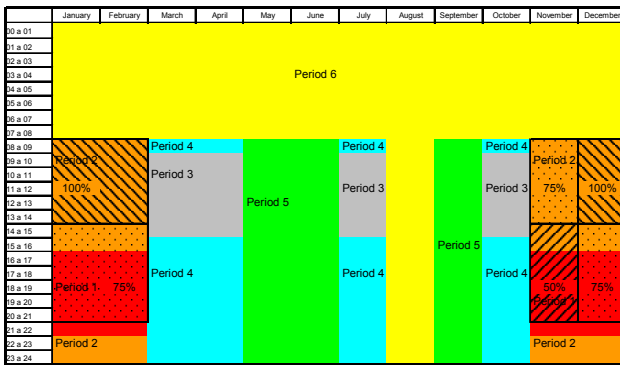 January February March April May June July August September October November December
00 a 01
01 a 02
02 a 03
03 a 04 Period 6
04 a 05
05 a 06
06 a 07
07 a 08
08 a 09 Period 4 Period 4 Period 4
09 a 10 Period 2 Period 2
10 a 11 Period 3
11 a 12 100% Period 3 Period 3 75% 100%
12 a 13 Period 5
13 a 14
14 a 15
15 a 16 Period 5
16 a 17
17 a 18 Period 4 Period 4 Period 4
18 a 19 Period 1 75% 50% 75%
19 a 20 Period 1
20 a 21
21 a 22
22 a 23 Period 2 Period 2
23 a 24